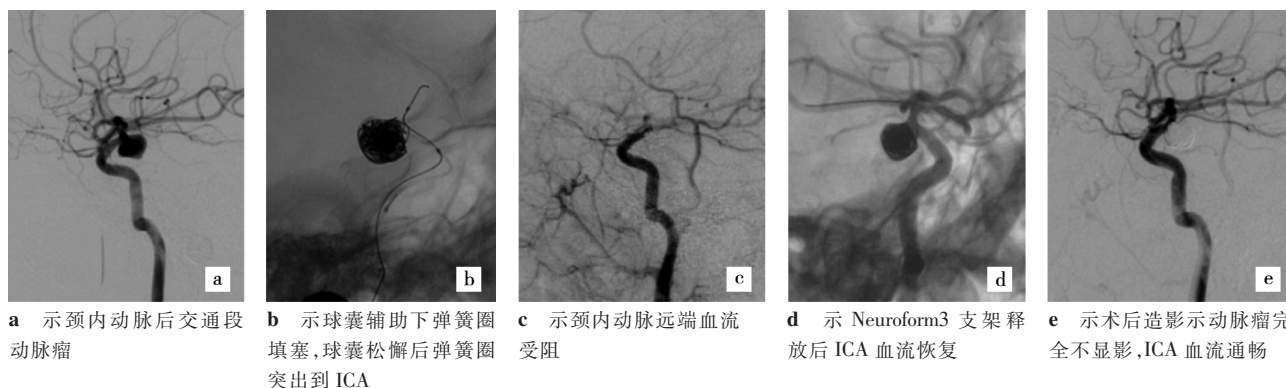 a
b
c
d
e
a 示颈内动脉后交通段
动脉瘤
b 示球囊辅助下弹簧圈
填塞,球囊松懈后弹簧圈
突出到 ICA
c 示颈内动脉远端血流
受阻
d 示 Neuroform3 支架释
放后 ICA 血流恢复
e 示术后造影示动脉瘤完
全不显影,ICA 血流通畅